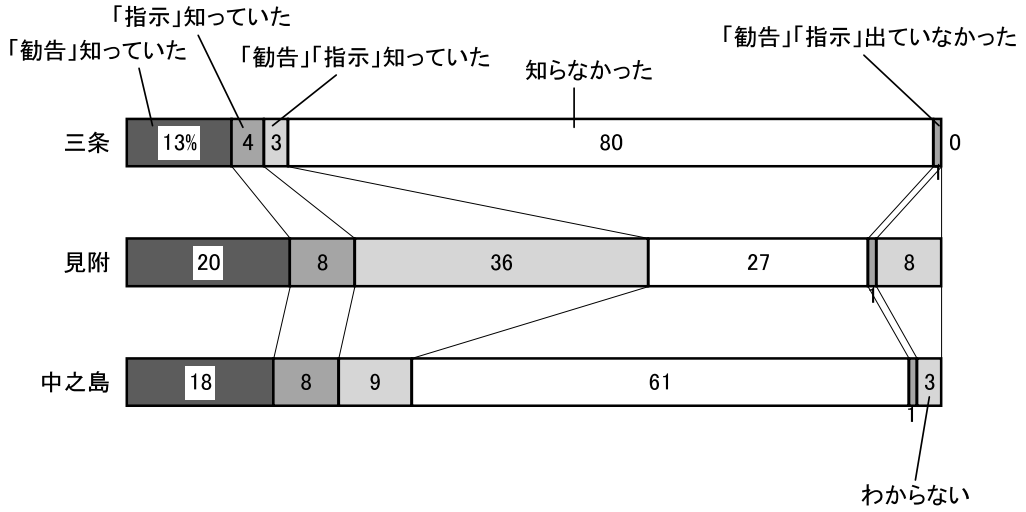 「指示」知っていた
「勧告」知っていた
「勧告」「指示」知っていた
知らなかった
「勧告」「指示」出ていなかった
三条 13% 4 3 80 1 0
見附 20 8 36 27 1 8
中之島 18 8 9 61 1 3
わからない